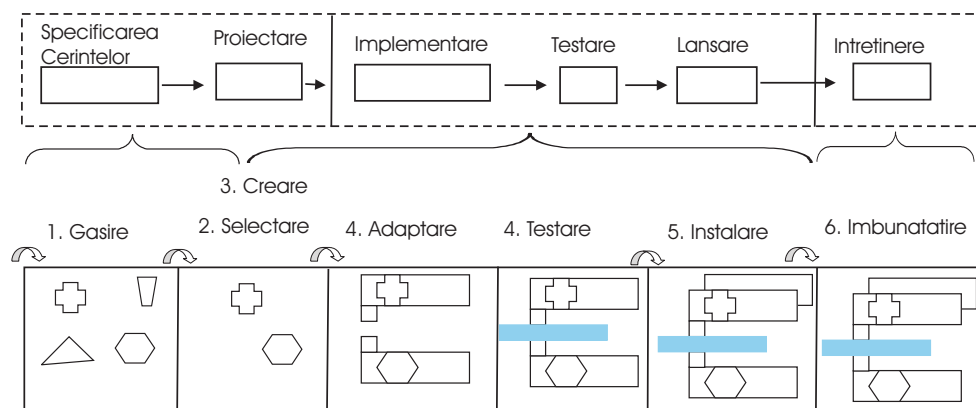 Specificarea
Cerintelor
Proiectare
Implementare
Testare
Lansare
Intretinere
3. Creare
1. Gasire
2. Selectare
4. Adaptare
4. Testare
5. Instalare
6. Imbunatatire